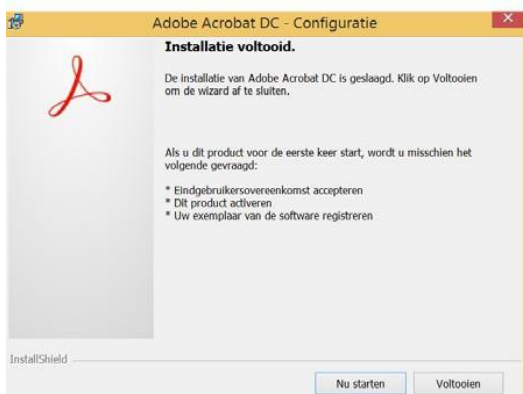 Adobe Acrobat DC - Configuratie
Installatie voltooid.
De installatie van Adobe Acrobat DC is geslaagd. Klik op Voltooien
om de wizard af te sluiten.
Als u dit product voor de eerste keer start, wordt u misschien het
volgende gevraagd:
* Eindgebruikersovereenkomst accepteren
* Dit product activeren
* Uw exemplaar van de software registreren
InstallShield
Nu starten
Voltooien